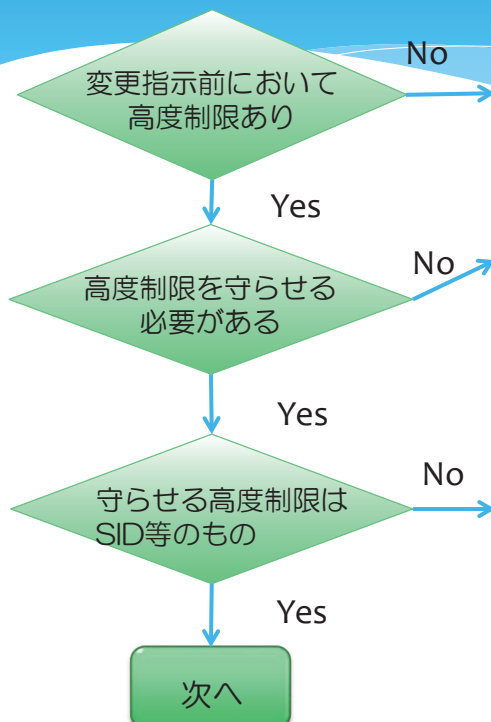 変更指示前において
高度制限あり
No
Yes
高度制限を守らせる
必要がある
No
Yes
守らせる高度制限は
SID等のもの
No
Yes
次へ